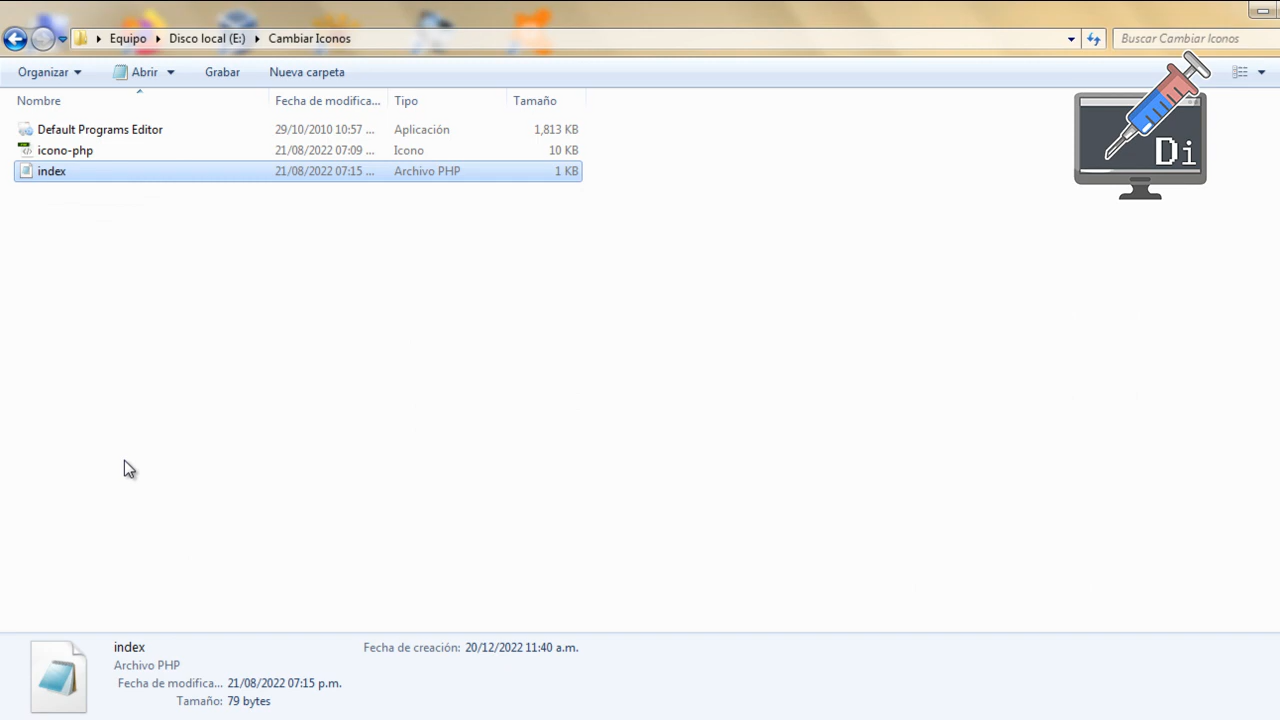 Equipo Disco local (E:) Cambiar Iconos Buscar Cambiar Iconos
Organizar Abrir Grabar Nueva carpeta
Nombre Fecha de modifica... Tipo Tamaño
Default Programs Editor 29/10/2010 10:57 ... Aplicación 1,813 KB
icono-php 21/08/2022 07:09 ... Icono 10 KB
index 21/08/2022 07:15 ... Archivo PHP 1 KB
Di
index Fecha de creación: 20/12/2022 11:40 a.m.
Archivo PHP
Fecha de modifica... 21/08/2022 07:15 p.m.
Tamaño: 79 bytes